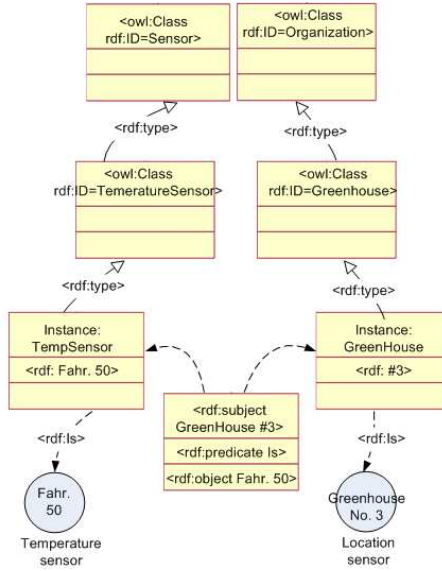 <owl:Class
rdf:ID=Sensor>
<owl:Class
rdf:ID=Organization>
<rdf:type>
<rdf:type>
<owl:Class
rdf:ID=TemeratureSensor>
<owl:Class
rdf:ID=Greenhouse>
<rdf:type>
<rdf:type>
Instance:
TempSensor
<rdf: Fahr. 50>
Instance:
GreenHouse
<rdf: #3>
<rdf:subject
GreenHouse #3>
<rdf:predicate Is>
<rdf:object Fahr. 50>
<rdf:Is>
<rdf:Is>
Fahr.
50
Greenhouse
No. 3
Temperature
sensor
Location
sensor